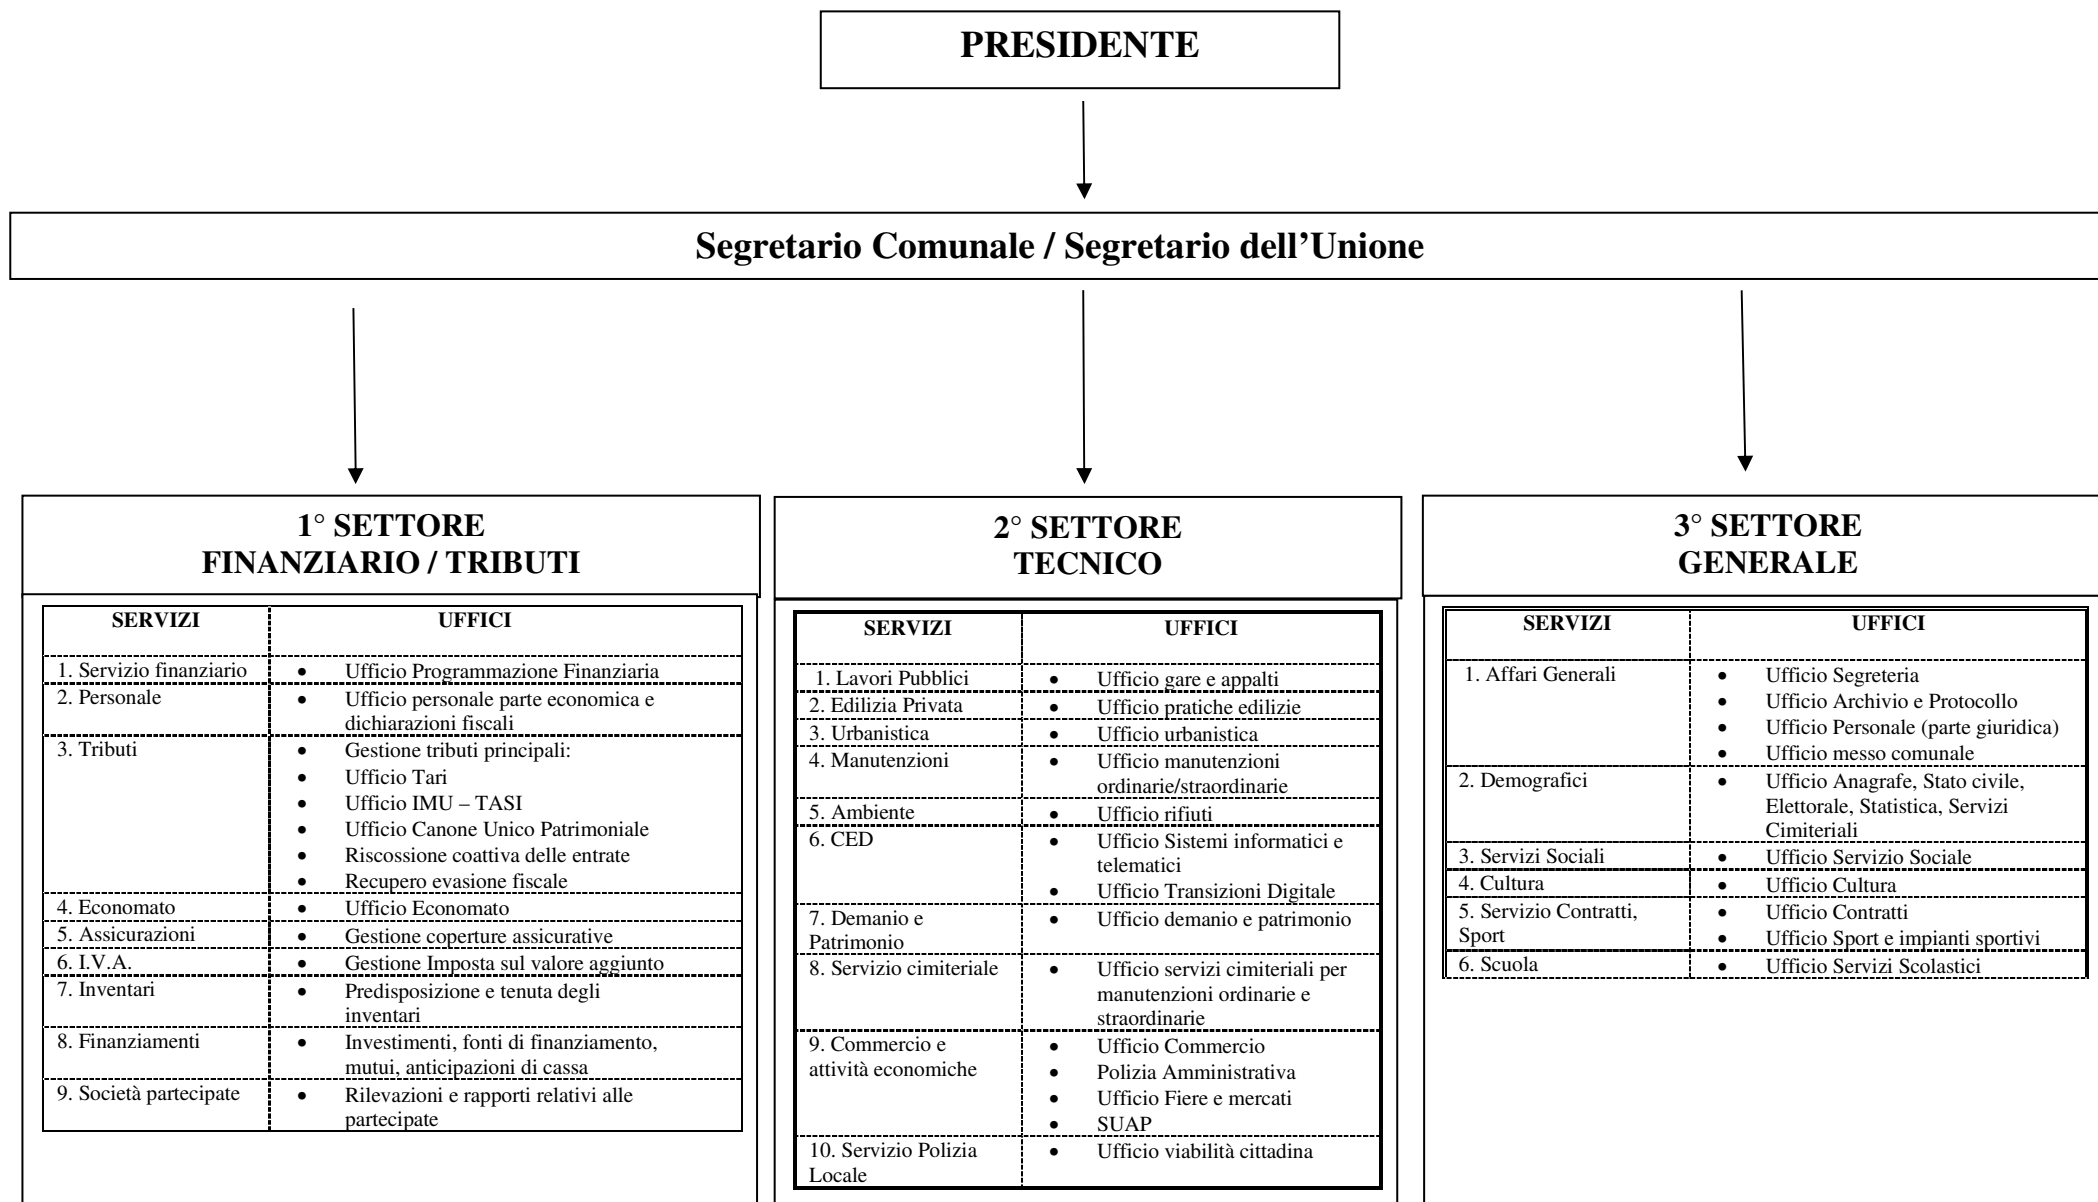 PRESIDENTE
Segretario Comunale / Segretario dell'Unione
1° SETTORE
FINANZIARIO / TRIBUTI
SERVIZI UFFICI
1. Servizio finanziario • Ufficio Programmazione Finanziaria
2. Personale • Ufficio personale parte economica e
dichiarazioni fiscali
3. Tributi • Gestione tributi principali:
• Ufficio Tari
• Ufficio IMU – TASI
• Ufficio Canone Unico Patrimoniale
• Riscossione coattiva delle entrate
• Recupero evasione fiscale
4. Economato • Ufficio Economato
5. Assicurazioni • Gestione coperture assicurative
6. I.V.A. • Gestione Imposta sul valore aggiunto
7. Inventari • Predisposizione e tenuta degli
inventari
8. Finanziamenti • Investimenti, fonti di finanziamento,
mutui, anticipazioni di cassa
9. Società partecipate • Rilevazioni e rapporti relativi alle
partecipate
2° SETTORE
TECNICO
SERVIZI UFFICI
1. Lavori Pubblici • Ufficio gare e appalti
2. Edilizia Privata • Ufficio pratiche edilizie
3. Urbanistica • Ufficio urbanistica
4. Manutenzioni • Ufficio manutenzioni
ordinarie/straordinarie
5. Ambiente • Ufficio rifiuti
6. CED • Ufficio Sistemi informatici e
telematici
• Ufficio Transizioni Digitale
7. Demanio e • Ufficio demanio e patrimonio
Patrimonio
8. Servizio cimiteriale • Ufficio servizi cimiteriali per
manutenzioni ordinarie e
straordinarie
9. Commercio e • Ufficio Commercio
attività economiche • Polizia Amministrativa
• Ufficio Fiere e mercati
• SUAP
10. Servizio Polizia • Ufficio viabilità cittadina
Locale
3° SETTORE
GENERALE
SERVIZI UFFICI
1. Affari Generali • Ufficio Segreteria
• Ufficio Archivio e Protocollo
• Ufficio Personale (parte giuridica)
• Ufficio messo comunale
2. Demografici • Ufficio Anagrafe, Stato civile,
Elettorale, Statistica, Servizi
Cimiteriali
3. Servizi Sociali • Ufficio Servizio Sociale
4. Cultura • Ufficio Cultura
5. Servizio Contratti, • Ufficio Contratti
Sport • Ufficio Sport e impianti sportivi
6. Scuola • Ufficio Servizi Scolastici